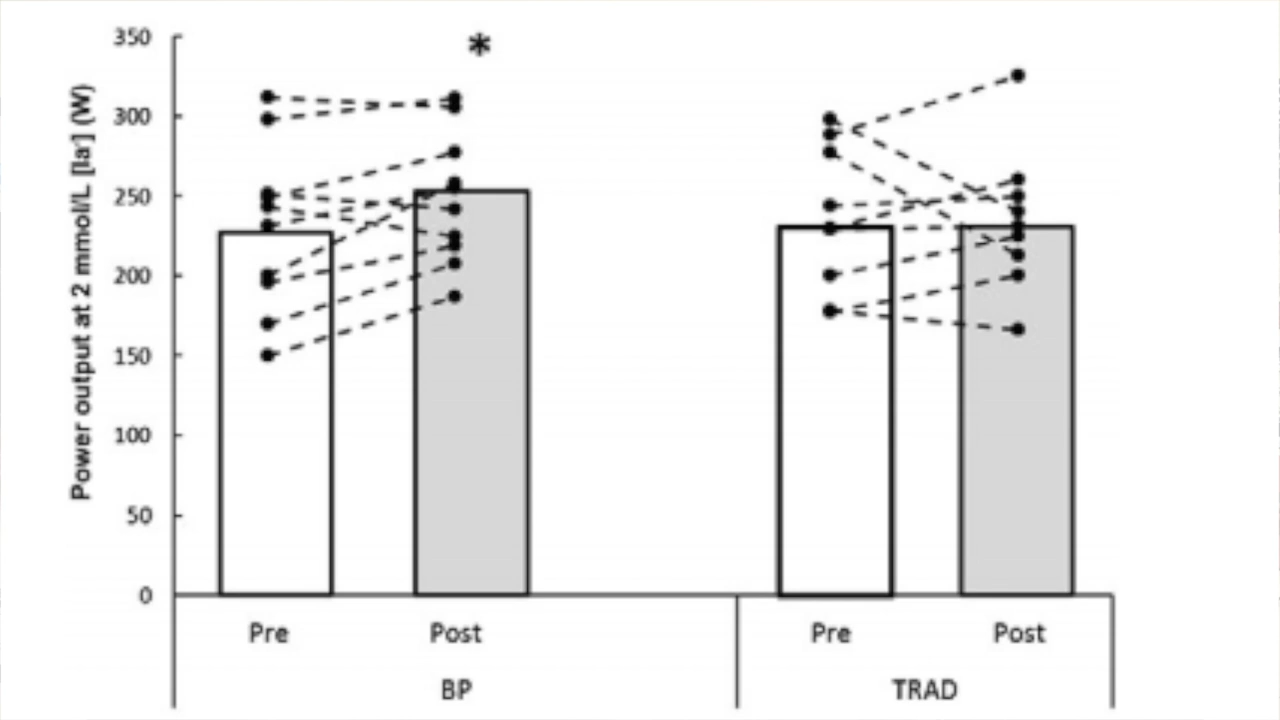 Power output at 2 mmol/L [la-] (W)
350
300
250
200
150
100
50
0
*
Pre
Post
Pre
Post
BP
TRAD